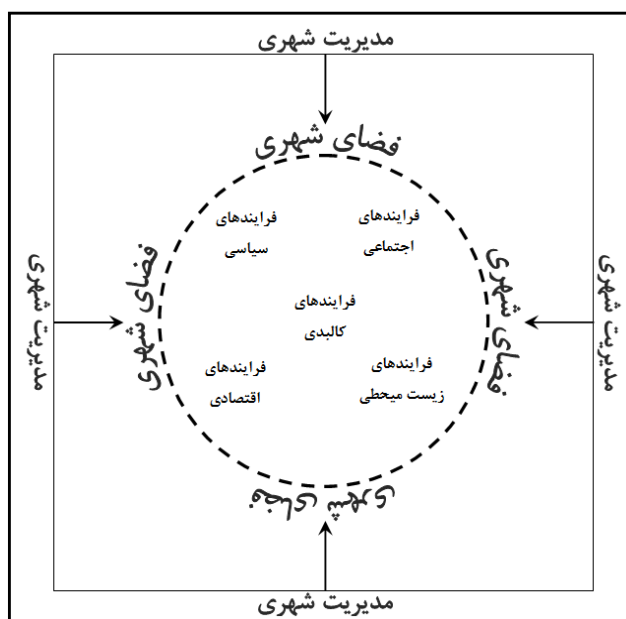 مدیریت شهری
فضای شهری
فرایندهای
اجتماعی
فرایندهای
سیاسی
مدیریت شهری
فضای شهری
فضای شهری
مدیریت شهری
فرایندهای
کالبدی
فرایندهای
زیست میحطی
فرایندهای
اقتصادی
فضای شهری
مدیریت شهری